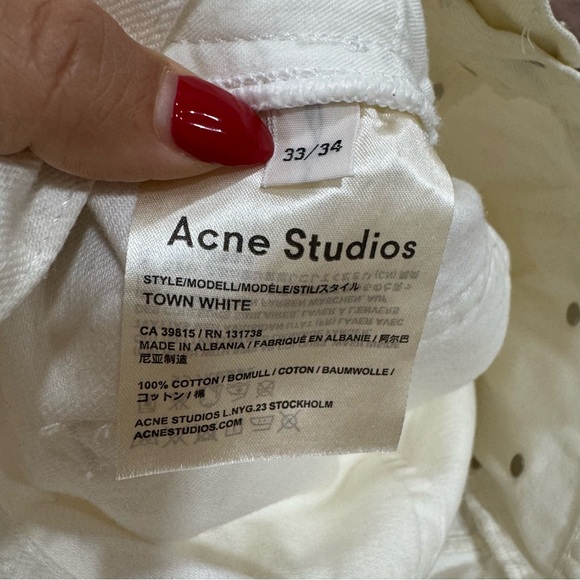 33/34
Acne Studios
STYLE/MODELL/MODÈLE/STIL/スタイル
TOWN WHITE
CA 39815 / RN 131738
MADE IN ALBANIA / FABRIQUÉ EN ALBANIE / 阿尔巴
尼亚制造
100% COTTON / BOMULL / COTON / BAUMWOLLE /
コットン / 棉
ACNE STUDIOS L.NYG.23 STOCKHOLM
ACNESTUDIOS.COM